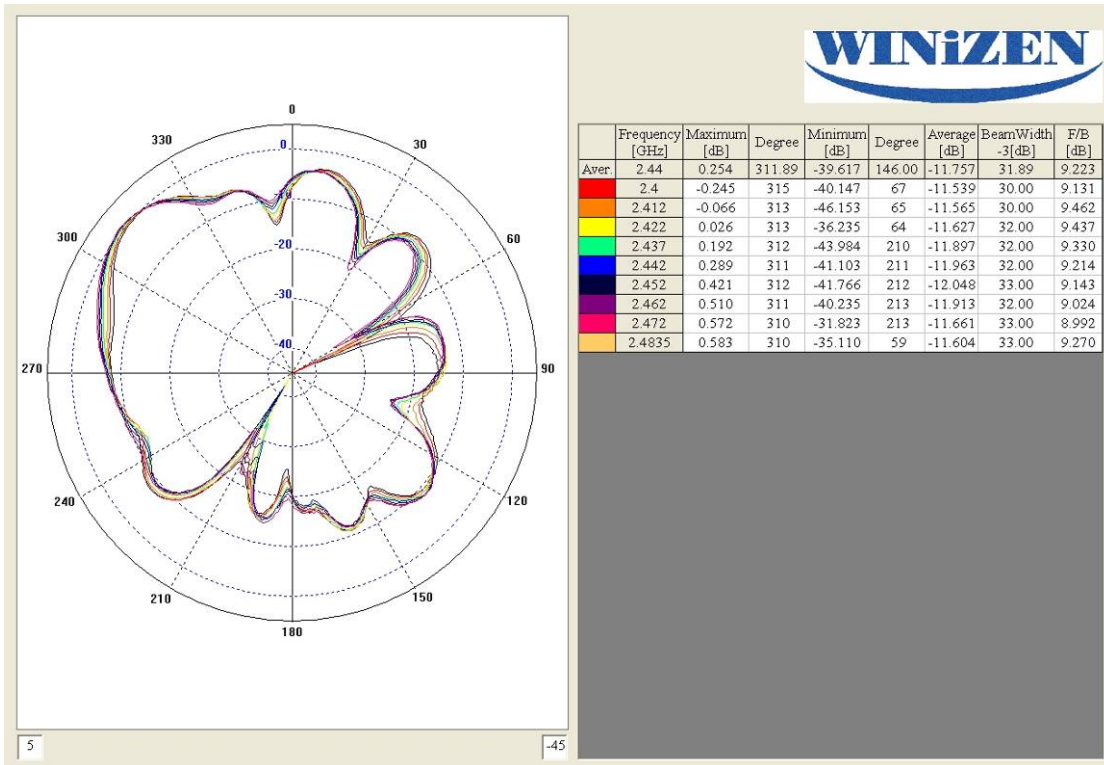 WINiZEN
0
330
30
300
60
270
90
240
120
210
150
180
0
-20
30
40
5
-45
Frequency [GHz] Maximum [dB] Degree Minimum [dB] Degree Average [dB] BeamWidth -3[dB] F/B [dB]
Aver. 2.44 0.254 311.89 -39.617 146.00 -11.757 31.89 9.223
2.4 -0.245 315 -40.147 67 -11.539 30.00 9.131
2.412 -0.066 313 -46.153 65 -11.565 30.00 9.462
2.422 0.026 313 -36.235 64 -11.627 32.00 9.437
2.437 0.192 312 -43.984 210 -11.897 32.00 9.330
2.442 0.289 311 -41.103 211 -11.963 32.00 9.214
2.452 0.421 312 -41.766 212 -12.048 33.00 9.143
2.462 0.510 311 -40.235 213 -11.913 32.00 9.024
2.472 0.572 310 -31.823 213 -11.661 33.00 8.992
2.4835 0.583 310 -35.110 59 -11.604 33.00 9.270